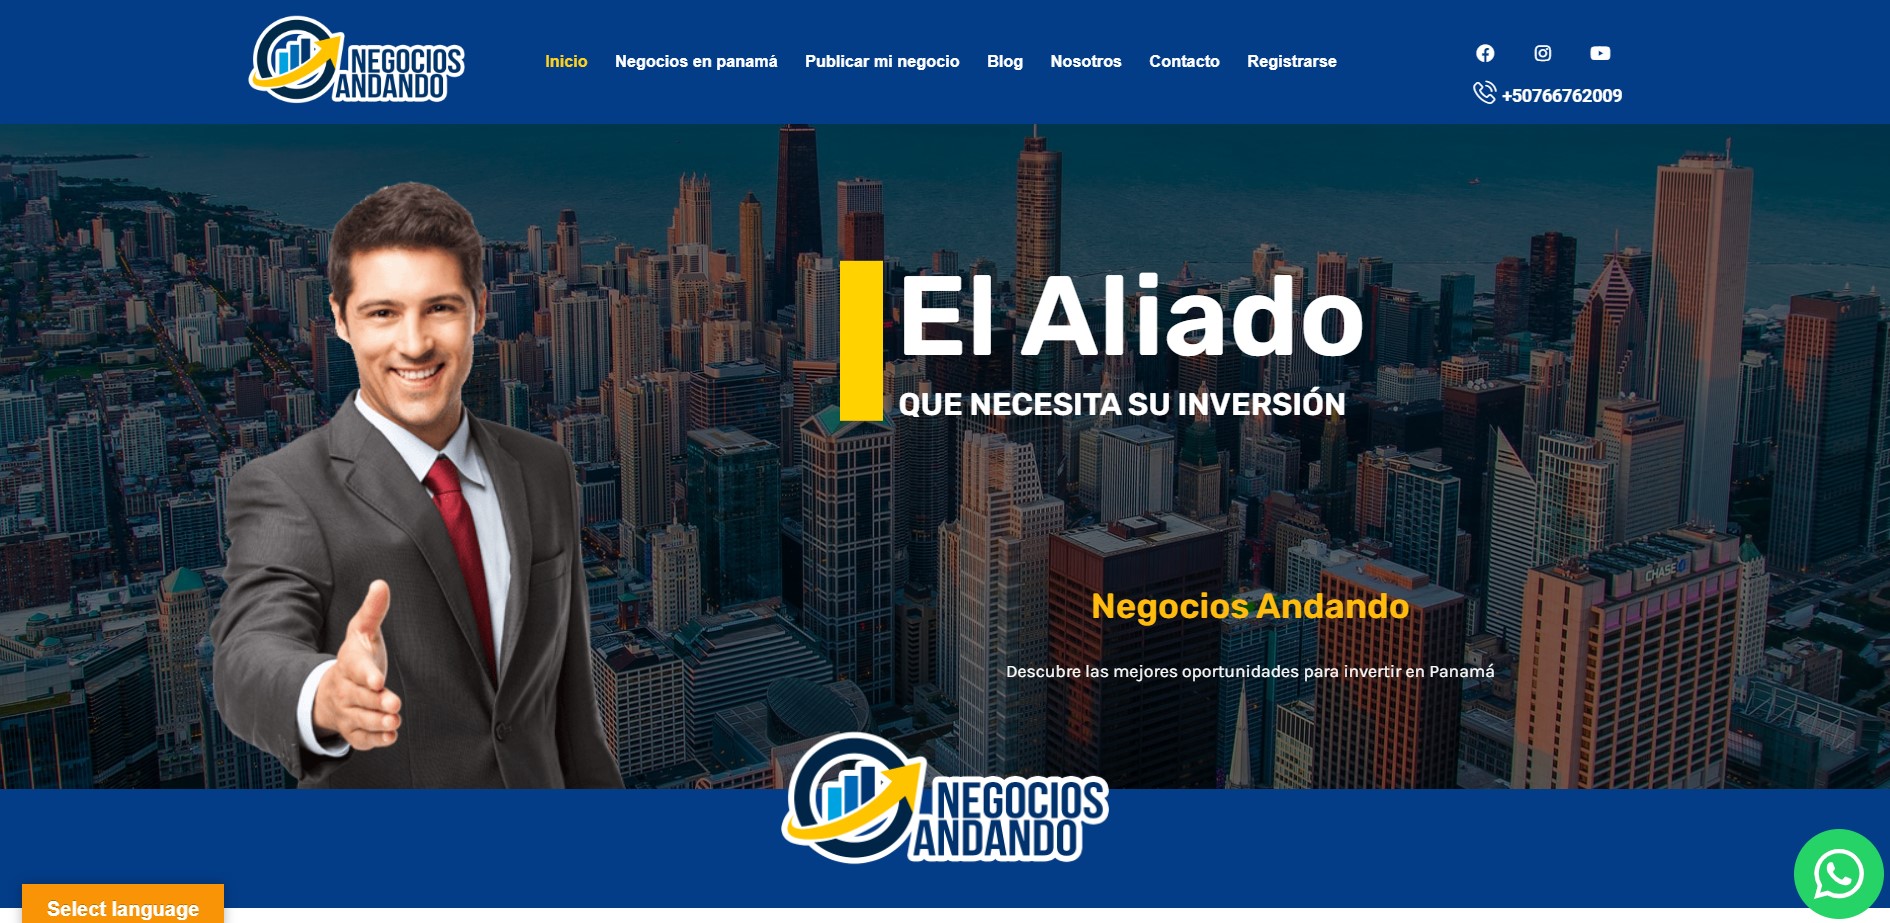 NEGOCIOS
ANDANDO
Inicio
Negocios en panamá
Publicar mi negocio
Blog
Nosotros
Contacto
Registrarse
+50766762009
El Aliado
QUE NECESITA SU INVERSIÓN
CHASE
Negocios Andando
Descubre las mejores oportunidades para invertir en Panamá
NEGOCIOS
ANDANDO
Select language